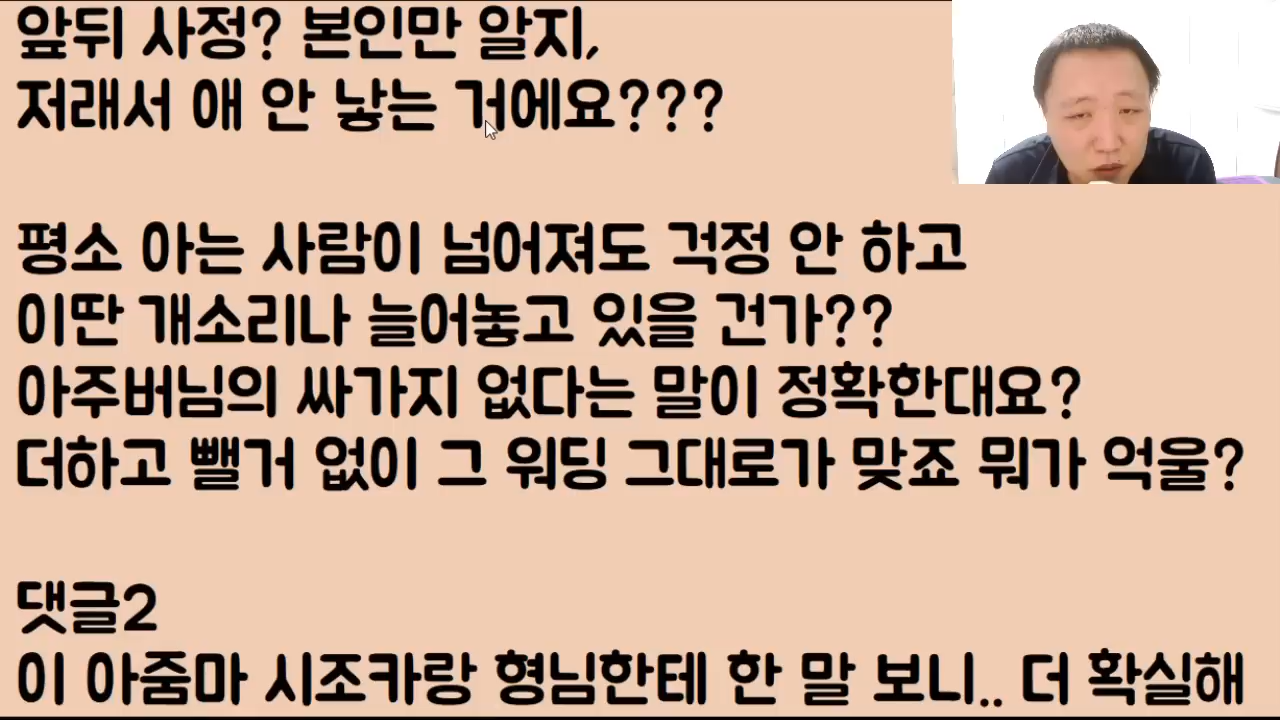 앞뒤 사정? 본인만 알지,
저래서 애 안 낳는 거에요???
평소 아는 사람이 넘어져도 걱정 안 하고
이딴 개소리나 늘어놓고 있을 건가??
아주버님의 싸가지 없다는 말이 정확한대요?
더하고 뺄거 없이 그 워딩 그대로가 맞죠 뭐가 억울?
댓글2
이 아줌마 시조카랑 형님한테 한 말 보니.. 더 확실해